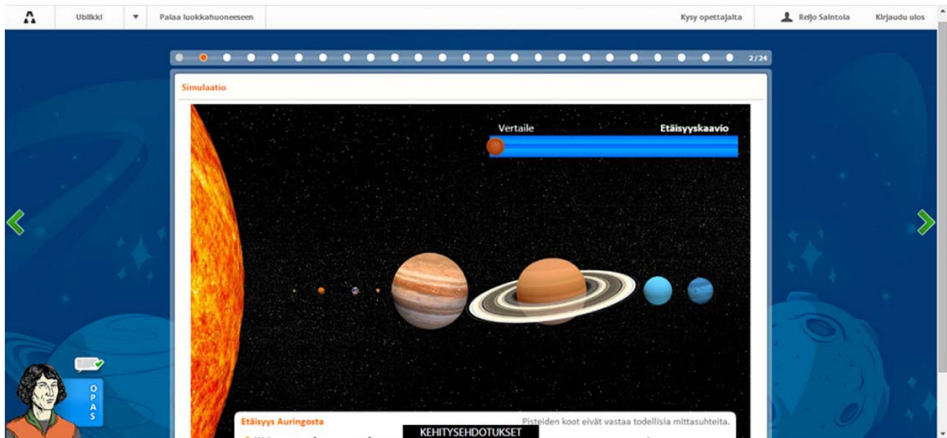 Ubiikki
Palaa luokkahuoneeseen
Kysy opettajalta
Reijo Saintola
Kirjaudu ulos
2/24
Simulaatio
Vertaile
Etäisyyskaavio
OPAS
Etäisyys Auringosta
Pisteiden koot eivät vastaa todellisia mittasuhteita.
KEHITYSEHDOTUKSET